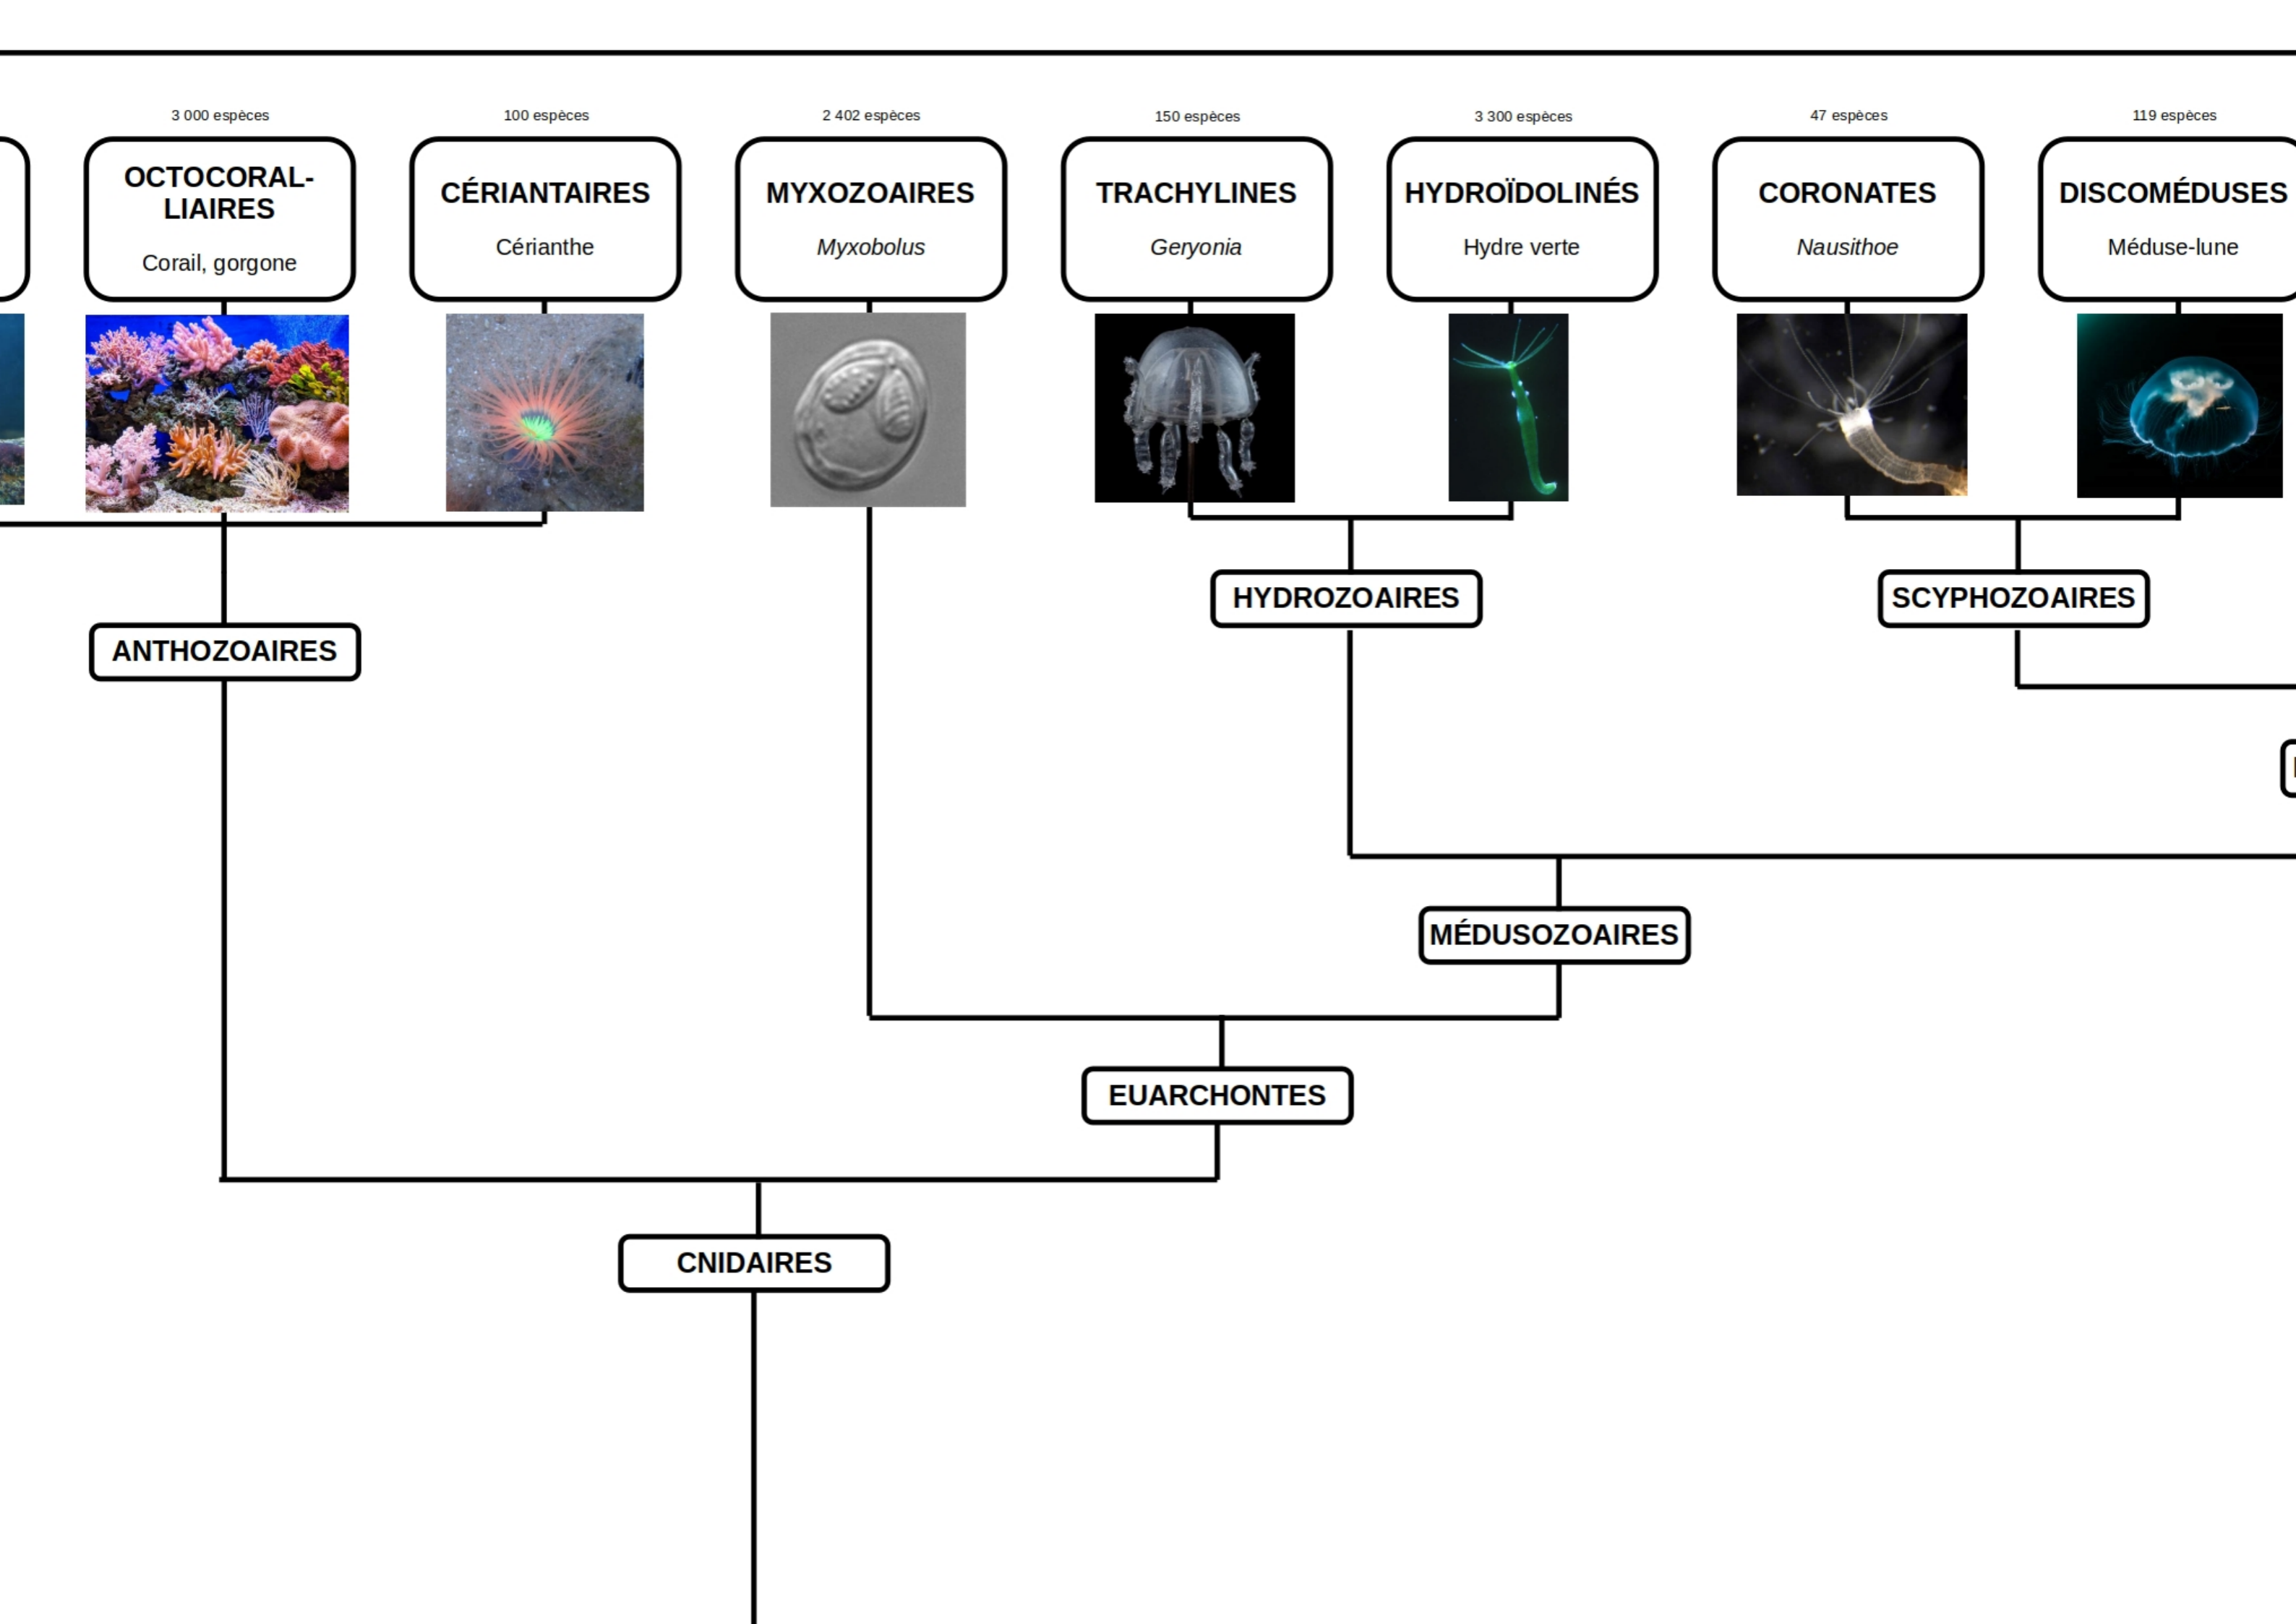 3 000 espèces
100 espèces
2 402 espèces
150 espèces
3 300 espèces
47 espèces
119 espèces
OCTOCORAL-
LIAIRES
Corail, gorgone
CÉRIANTAIRES
Cérianthe
MYXOZOAIRES
Myxobolus
TRACHYLINES
Geryonia
HYDROÏDOLINÉS
Hydre verte
CORONATES
Nausithoe
DISCOMÉDUSES
Méduse-lune
HYDROZOAIRES
SCYPHOZOAIRES
ANTHOZOAIRES
MÉDUSOZOAIRES
EUARCHONTES
CNIDAIRES